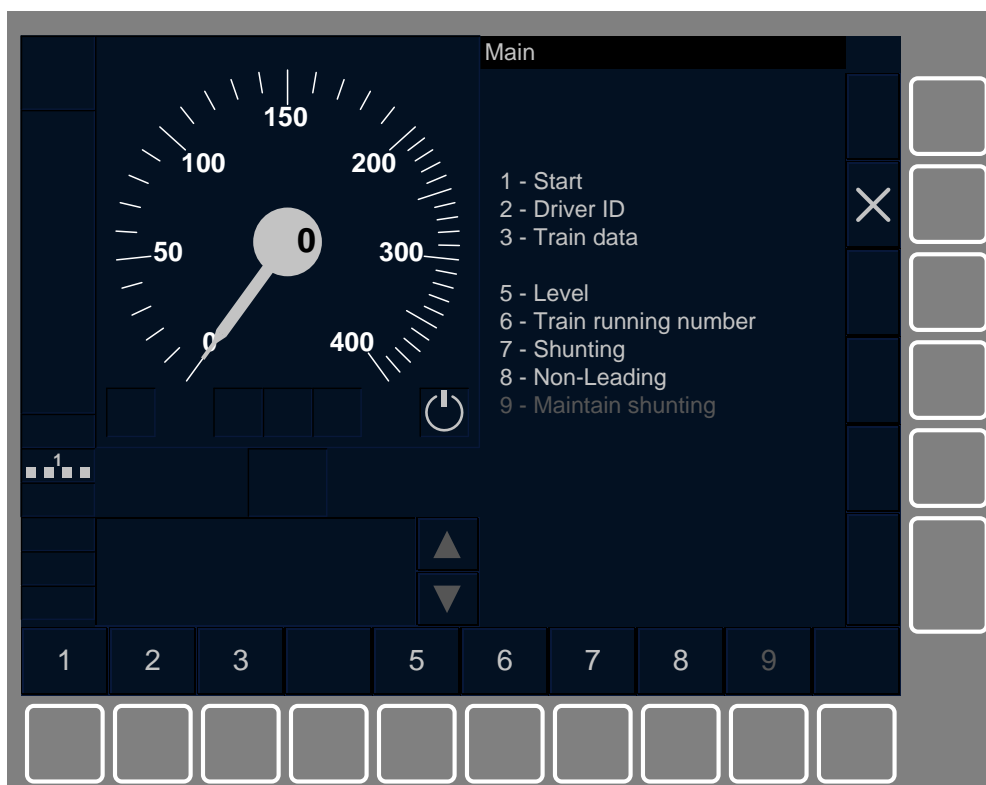 Main
150
100
200
1 - Start
2 - Driver ID
3 - Train data
0
50
300
5 - Level
6 - Train running number
7 - Shunting
8 - Non-Leading
9 - Maintain shunting
0
400
1
1
2
3
5
6
7
8
9